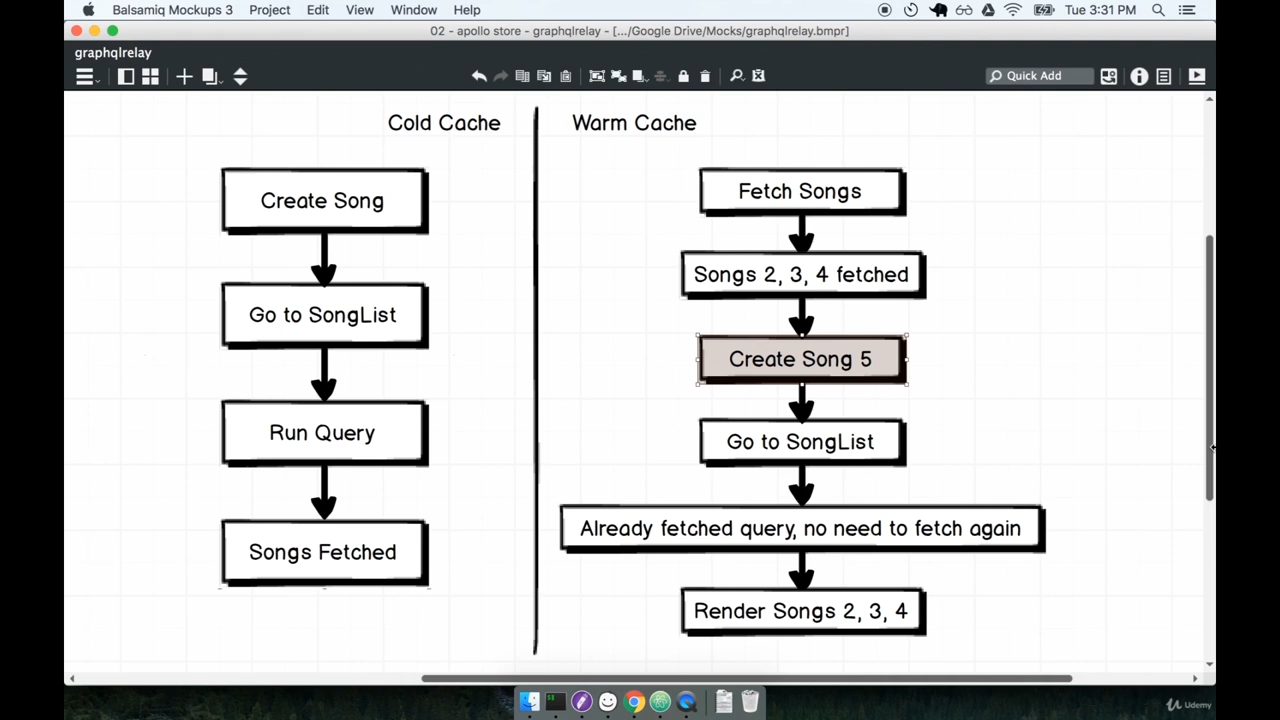 Balsamiq Mockups 3 Project Edit View Window Help Tue 3:31 PM
02 - apollo store - graphqlrelay - [.../Google Drive/Mocks/graphqlrelay.bmpr]
graphqlrelay
Quick Add
Cold Cache
Create Song
Go to SongList
Run Query
Songs Fetched
Warm Cache
Fetch Songs
Songs 2, 3, 4 fetched
Create Song 5
Go to SongList
Already fetched query, no need to fetch again
Render Songs 2, 3, 4
Udemy